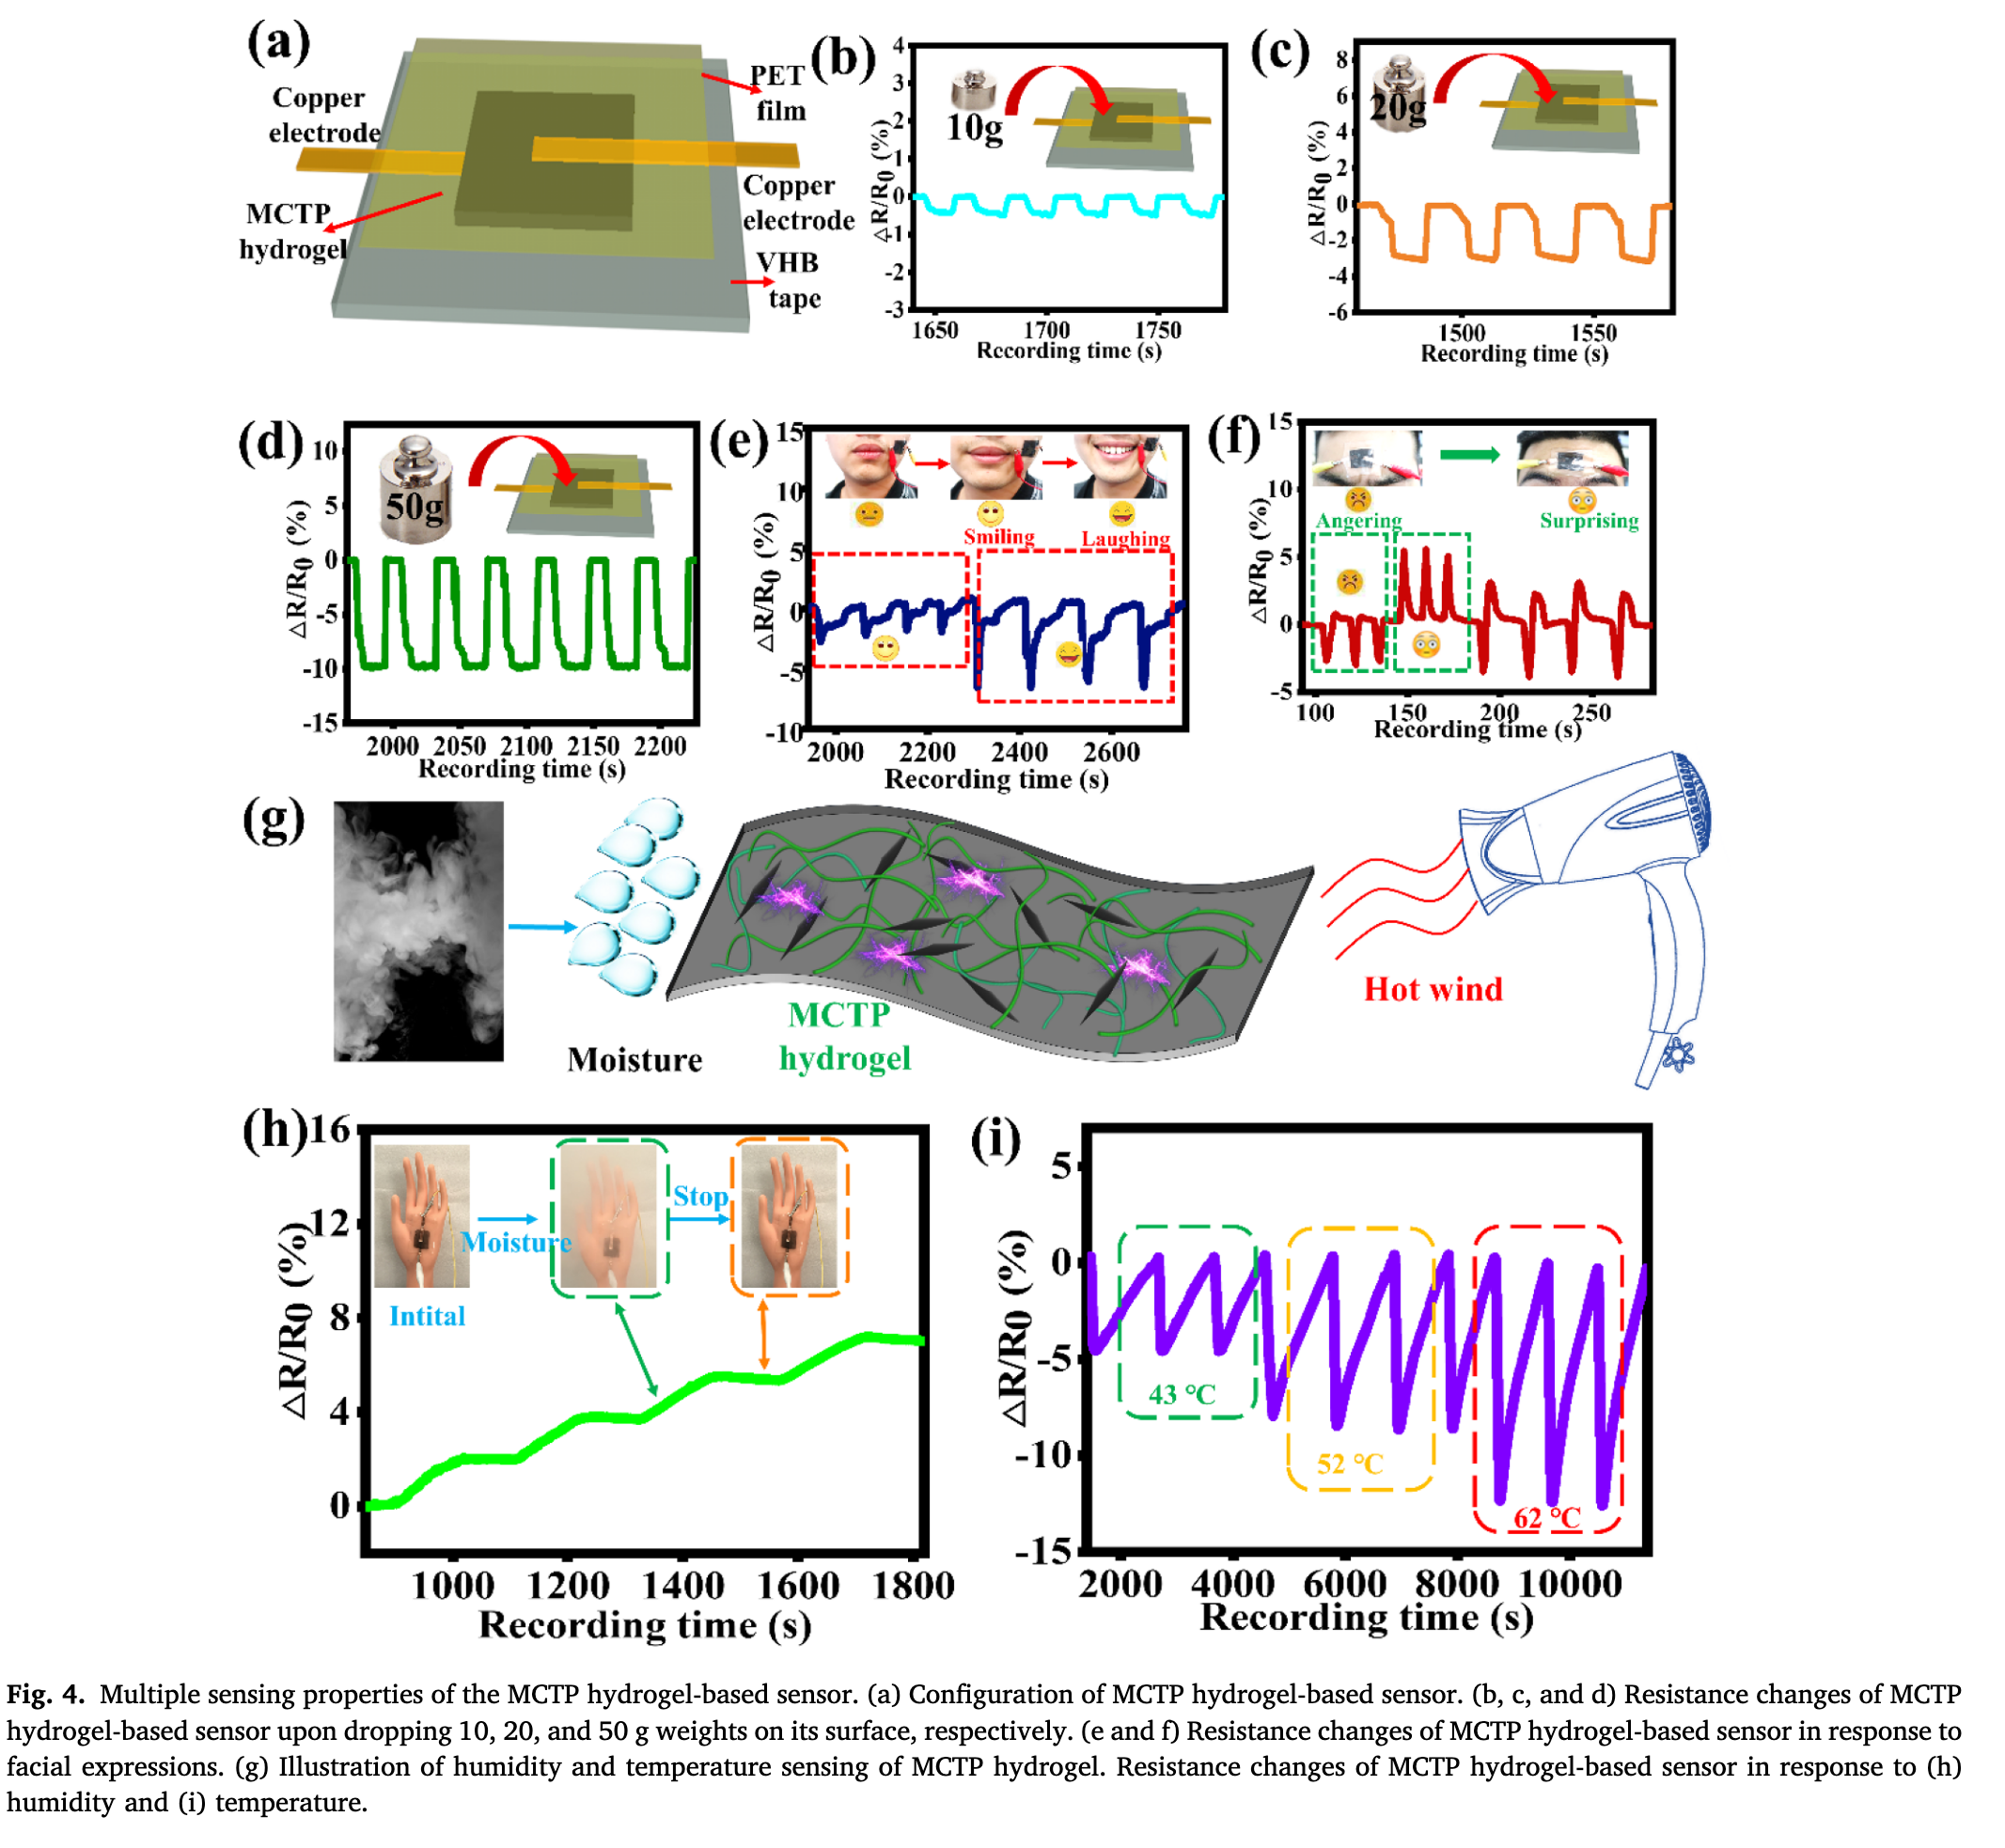 (a)
Copper
electrode
PET
film
MCTP
hydrogel
Copper
electrode
VHB
tape
(b)
10g
△R/R0 (%)
4
3
2
1
0
-1
-2
-3
1650 1700 1750
Recording time (s)
(c)
20g
△R/R0 (%)
8
6
4
2
0
-2
-4
-6
1500 1550
Recording time (s)
(d)
50g
△R/R0 (%)
10
5
0
-5
-10
-15
2000 2050 2100 2150 2200
Recording time (s)
(e)
Smiling
Laughing
△R/R0 (%)
15
10
5
0
-5
-10
2000 2200 2400 2600
Recording time (s)
(f)
Angering
Surprising
△R/R0 (%)
15
10
5
0
-5
100 150 200 250
Recording time (s)
(g)
Moisture
MCTP
hydrogel
Hot wind
(h)
Intital
Moisture
Stop
△R/R0 (%)
16
12
8
4
0
1000 1200 1400 1600 1800
Recording time (s)
(i)
△R/R0 (%)
5
0
-5
-10
-15
43 °C
52 °C
62 °C
2000 4000 6000 8000 10000
Recording time (s)
Fig. 4. Multiple sensing properties of the MCTP hydrogel-based sensor. (a) Configuration of MCTP hydrogel-based sensor. (b, c, and d) Resistance changes of MCTP
hydrogel-based sensor upon dropping 10, 20, and 50 g weights on its surface, respectively. (e and f) Resistance changes of MCTP hydrogel-based sensor in response to
facial expressions. (g) Illustration of humidity and temperature sensing of MCTP hydrogel. Resistance changes of MCTP hydrogel-based sensor in response to (h)
humidity and (i) temperature.